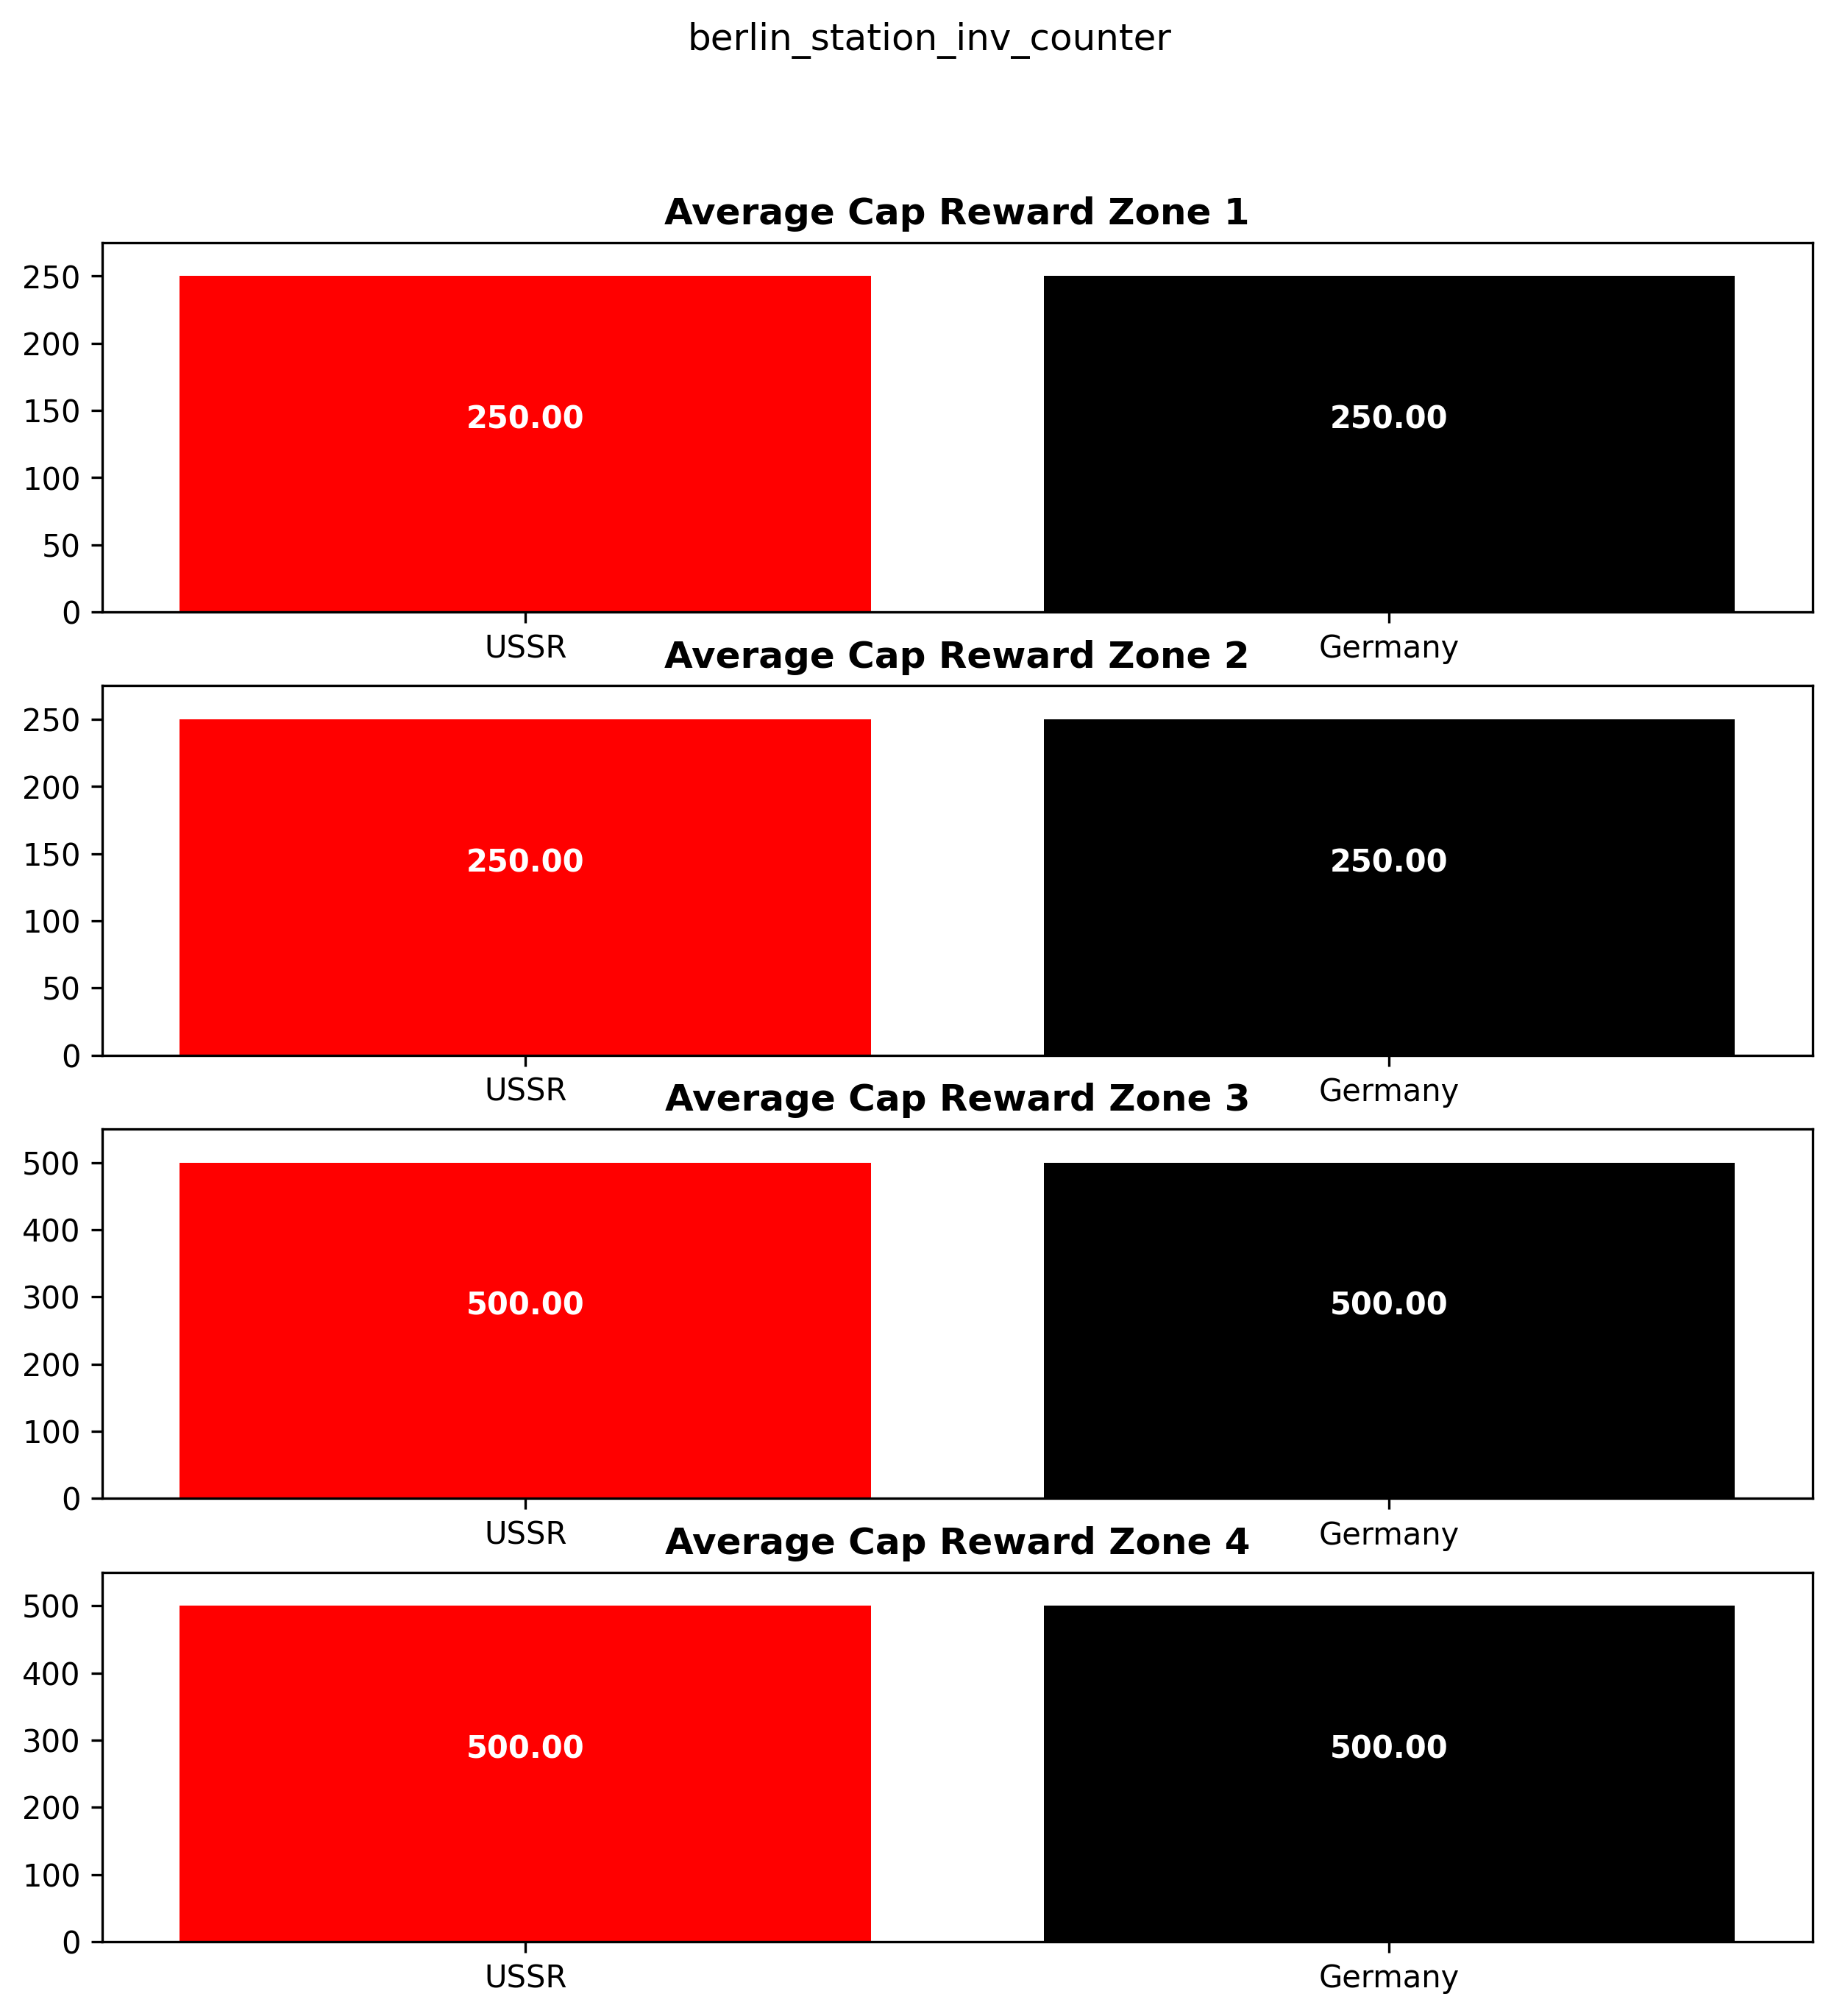 berlin_station_inv_counter
Average Cap Reward Zone 1
250
200
150
100
50
0
250.00
250.00
USSR
Germany
Average Cap Reward Zone 2
250
200
150
100
50
0
250.00
250.00
USSR
Germany
Average Cap Reward Zone 3
500
400
300
200
100
0
500.00
500.00
USSR
Germany
Average Cap Reward Zone 4
500
400
300
200
100
0
500.00
500.00
USSR
Germany